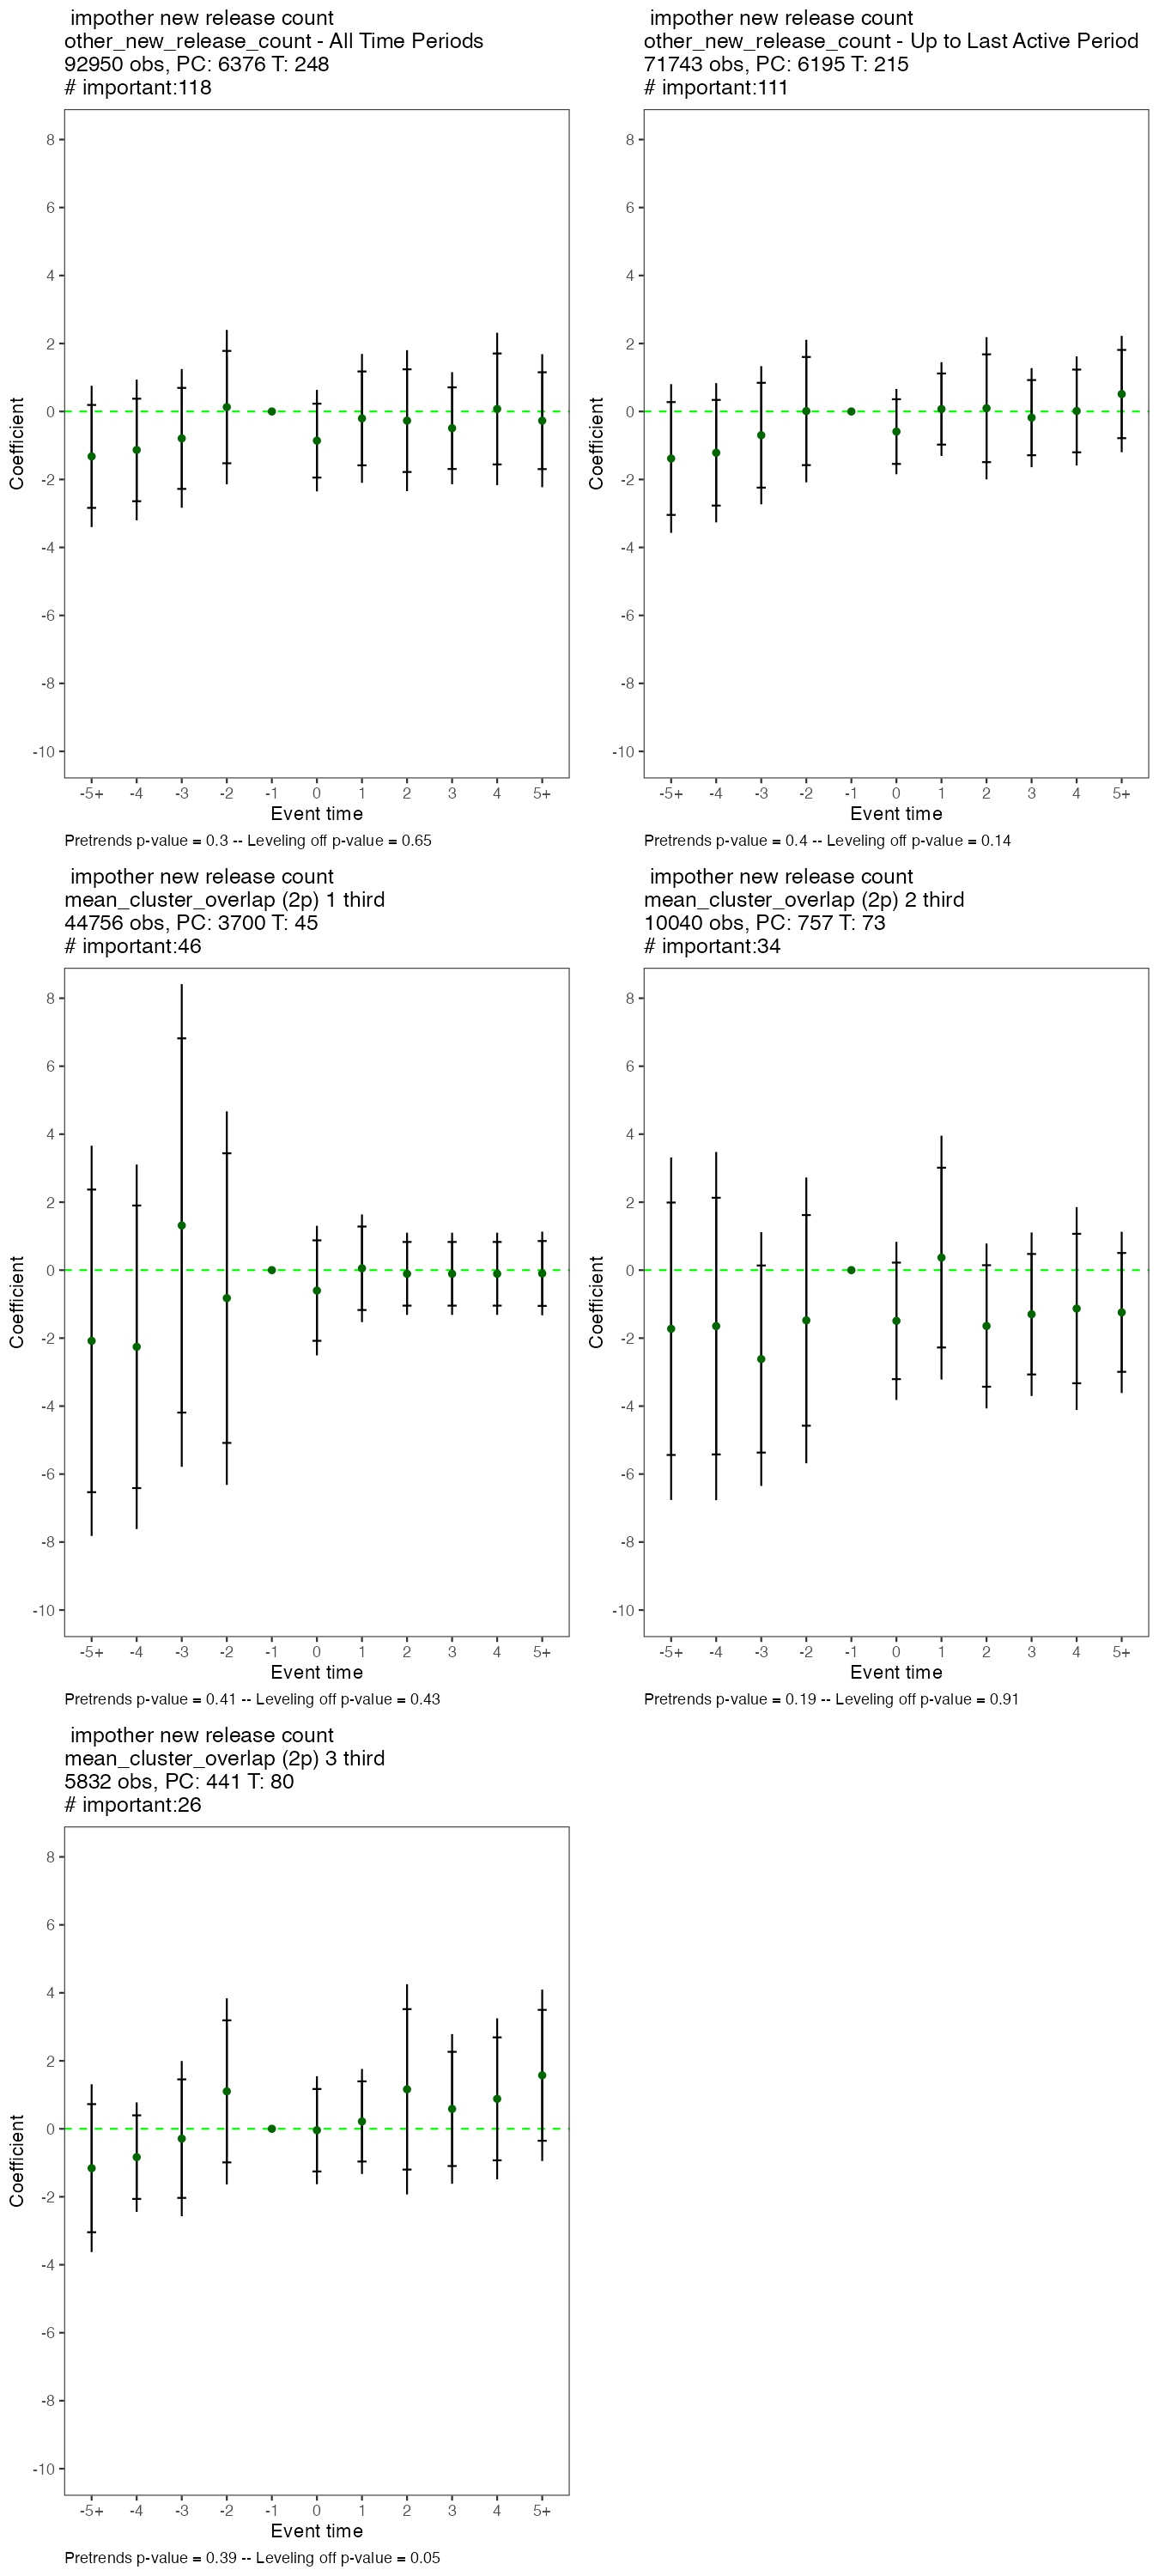 impother new release count
other_new_release_count - All Time Periods
92950 obs, PC: 6376 T: 248
# important:118
8
6
4
2
0
-2
-4
-6
-8
-10
Coefficient
-5+ -4 -3 -2 -1 0 1 2 3 4 5+
Event time
Pretrends p-value = 0.3 -- Leveling off p-value = 0.65
impother new release count
other_new_release_count - Up to Last Active Period
71743 obs, PC: 6195 T: 215
# important:111
8
6
4
2
0
-2
-4
-6
-8
-10
Coefficient
-5+ -4 -3 -2 -1 0 1 2 3 4 5+
Event time
Pretrends p-value = 0.4 -- Leveling off p-value = 0.14
impother new release count
mean_cluster_overlap (2p) 1 third
44756 obs, PC: 3700 T: 45
# important:46
8
6
4
2
0
-2
-4
-6
-8
-10
Coefficient
-5+ -4 -3 -2 -1 0 1 2 3 4 5+
Event time
Pretrends p-value = 0.41 -- Leveling off p-value = 0.43
impother new release count
mean_cluster_overlap (2p) 2 third
10040 obs, PC: 757 T: 73
# important:34
8
6
4
2
0
-2
-4
-6
-8
-10
Coefficient
-5+ -4 -3 -2 -1 0 1 2 3 4 5+
Event time
Pretrends p-value = 0.19 -- Leveling off p-value = 0.91
impother new release count
mean_cluster_overlap (2p) 3 third
5832 obs, PC: 441 T: 80
# important:26
8
6
4
2
0
-2
-4
-6
-8
-10
Coefficient
-5+ -4 -3 -2 -1 0 1 2 3 4 5+
Event time
Pretrends p-value = 0.39 -- Leveling off p-value = 0.05